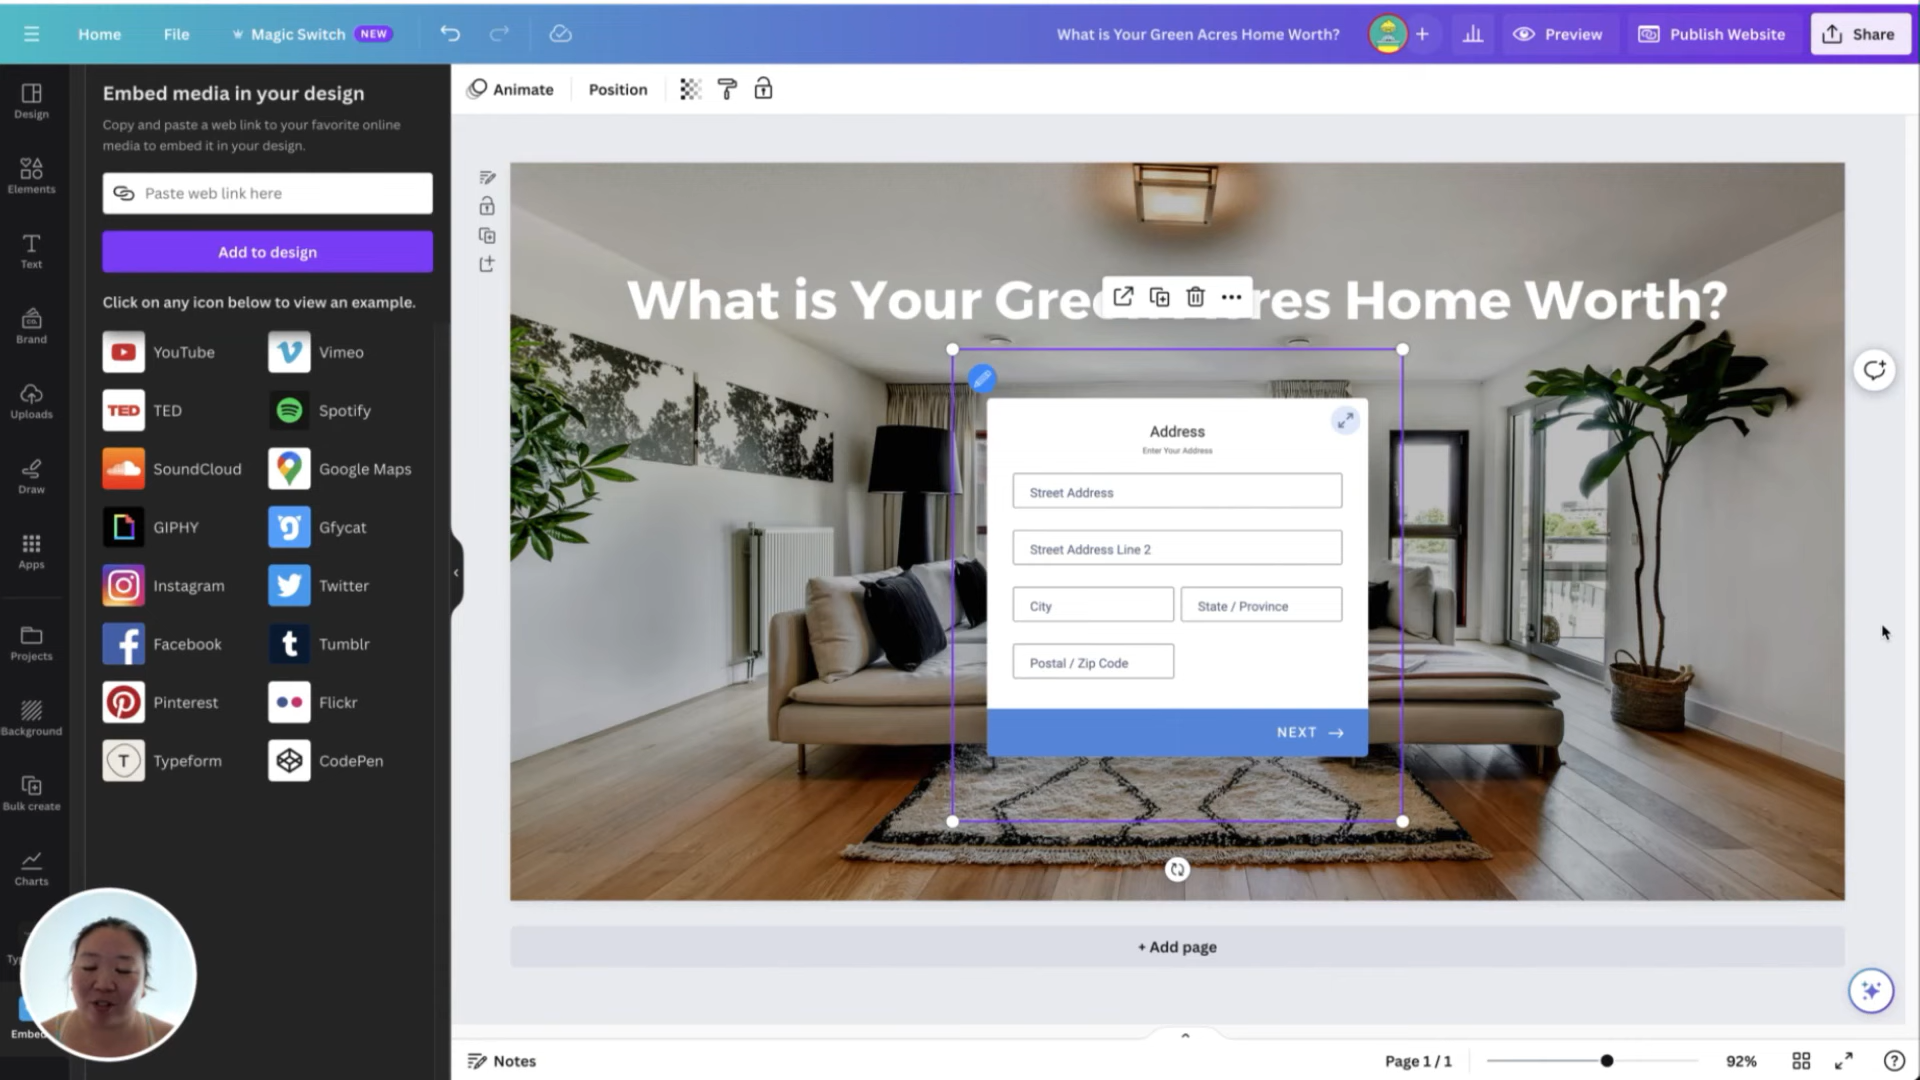 Home
File
Magic Switch NEW
What is Your Green Acres Home Worth?
Preview
Publish Website
Share
Design
Elements
Text
Brand
Uploads
Draw
Apps
Projects
Background
Bulk create
Charts
Embed media in your design
Copy and paste a web link to your favorite online
media to embed it in your design.
Paste web link here
Add to design
Click on any icon below to view an example.
YouTube
Vimeo
TED TED
Spotify
SoundCloud
Google Maps
GIPHY
Gfycat
Instagram
Twitter
Facebook
Tumblr
Pinterest
Flickr
T Typeform
CodePen
Animate
Position
What is Your Gre res Home Worth?
Address
Enter Your Address
Street Address
Street Address Line 2
City
State / Province
Postal / Zip Code
NEXT →
+ Add page
Notes
Page 1 / 1
92%